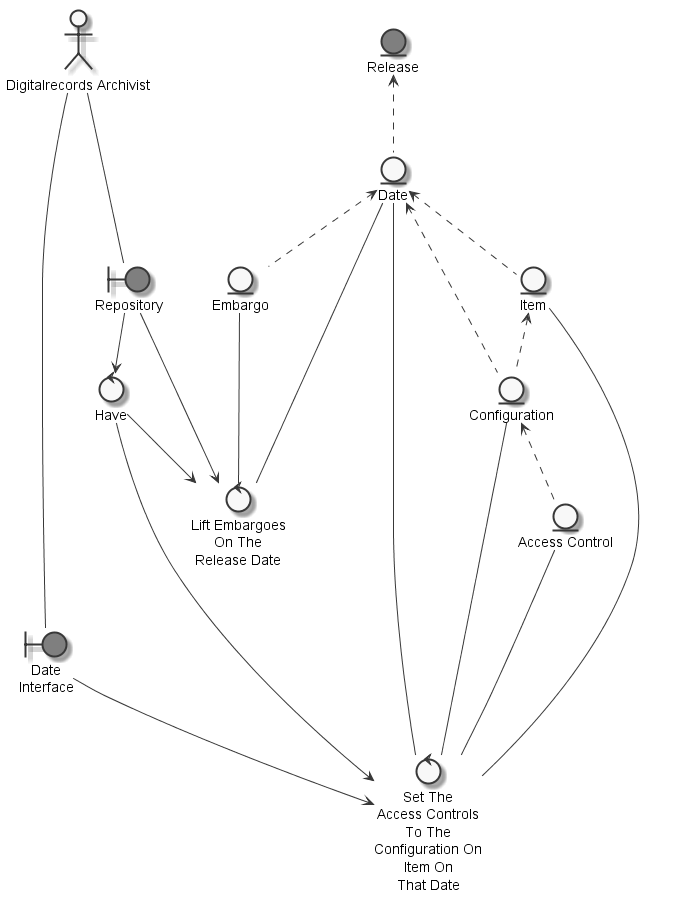 Digitalrecords Archivist
Release
Date
Repository
Embargo
Item
Have
Configuration
Lift Embargoes
On The
Release Date
Access Control
Date
Interface
Set The
Access Controls
To The
Configuration On
Item On
That Date